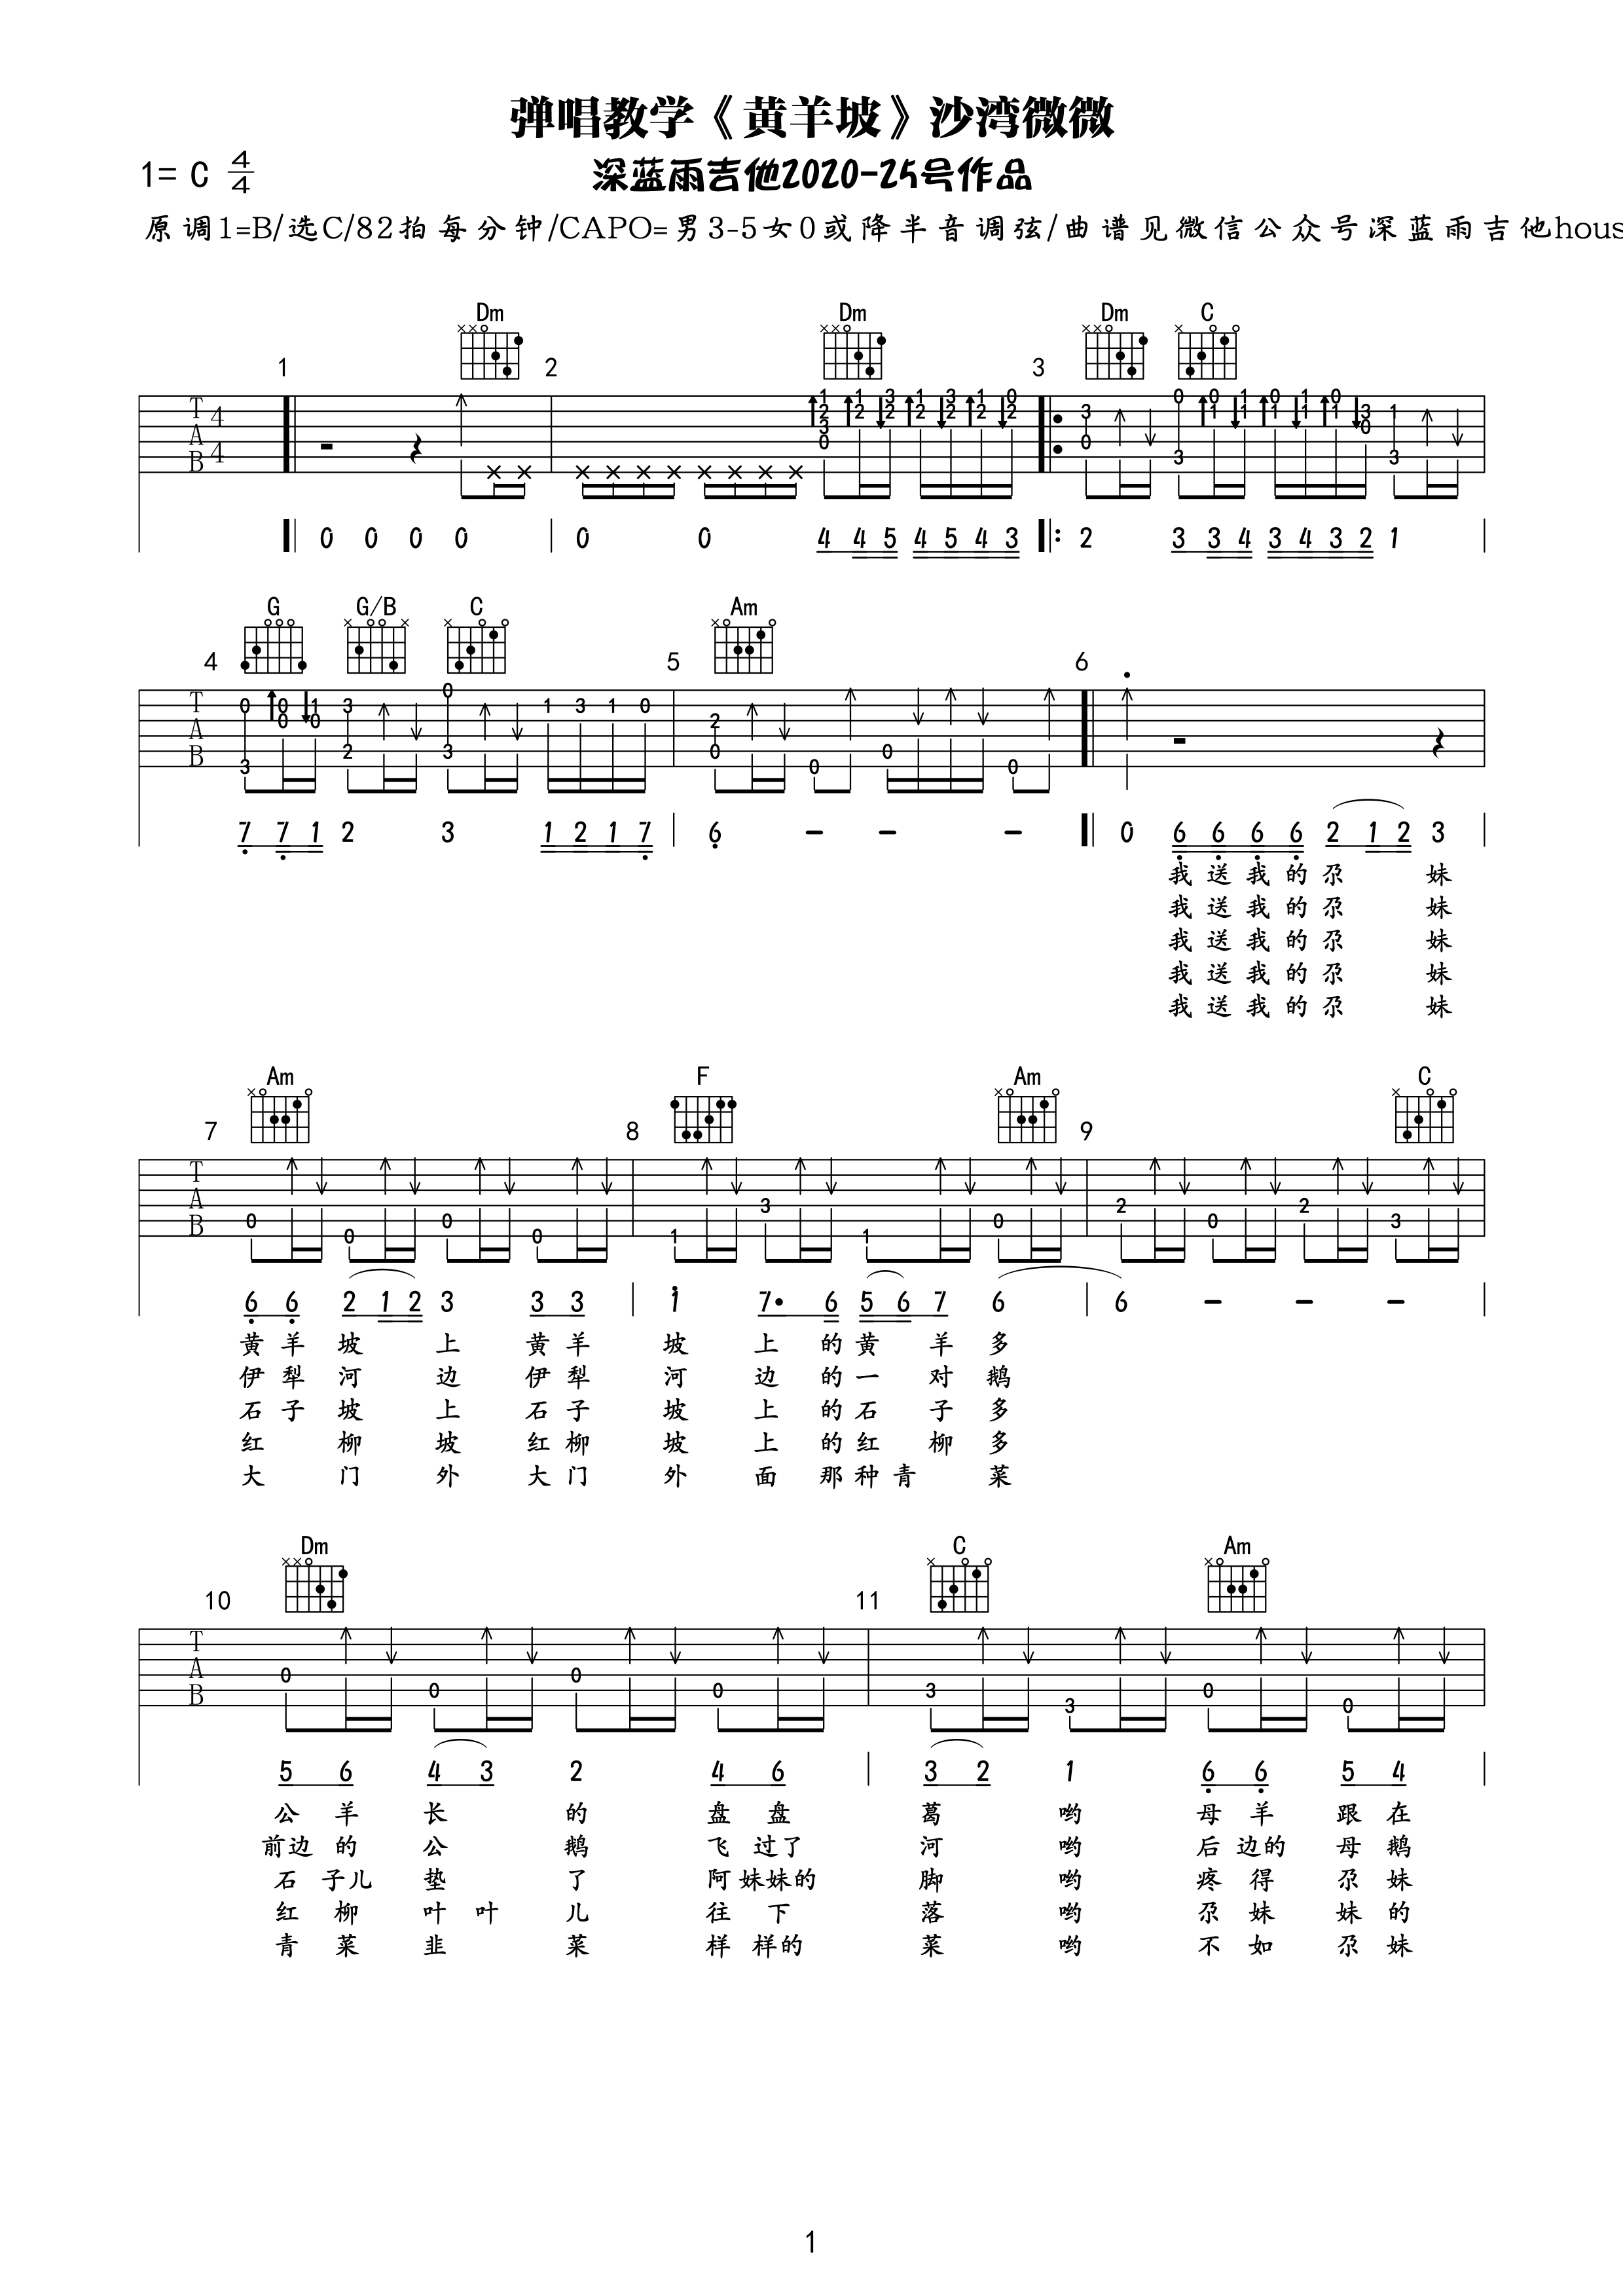 弹唱教学《黄羊坡》沙湾微微
1= C 4/4
深蓝雨吉他2020-25号作品
原调1=B/选C/82拍每分钟/CAPO=男3-5女0或降半音调弦/曲谱见微信公众号深蓝雨吉他hous
Dm Dm Dm C
1 2 3
T A B 4 4
0 0 0 0 0 0 4 4 5 4 5 4 3 2 3 3 4 3 4 3 2 1
G G/B C Am
4 5 6
T A B
7 7 1 2 3 1 2 1 7 6 - - - 0 6 6 6 6 2 1 2 3
我送我的尕妹
我送我的尕妹
我送我的尕妹
我送我的尕妹
我送我的尕妹
Am F Am C
7 8 9
T A B
6 6 2 1 2 3 3 3 1 7· 6 5 6 7 6 6 - - -
黄羊坡上黄羊坡上的黄羊多
伊犁河边伊犁河边的一对鹅
石子坡上石子坡上的石子多
红柳坡红柳坡上的红柳多
大门外大门外面那种青菜
Dm C Am
10 11
T A B
5 6 4 3 2 4 6 3 2 1 6 6 5 4
公羊长的盘盘葛哟母羊跟在
前边的公鹅飞过了河哟后边的母鹅
石子儿垫了阿妹妹的脚哟疼得尕妹
红柳叶叶儿往下落哟尕妹妹的
青菜韭菜样样的菜哟不如尕妹
1